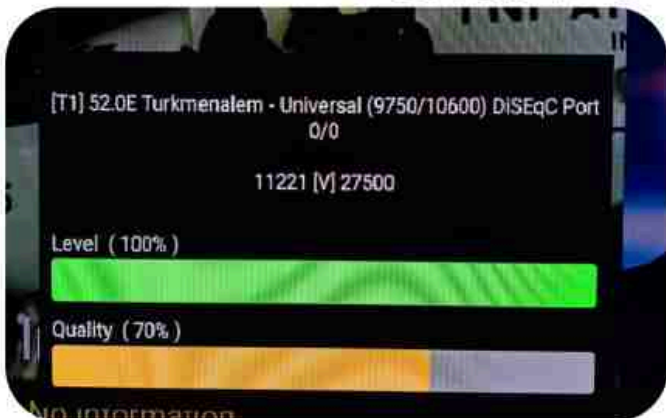 [T1] 52.0E Turkmenalem - Universal (9750/10600) DiSEqC Port
0/0
11221 [V] 27500
Level ( 100% )
Quality ( 70% )
No information